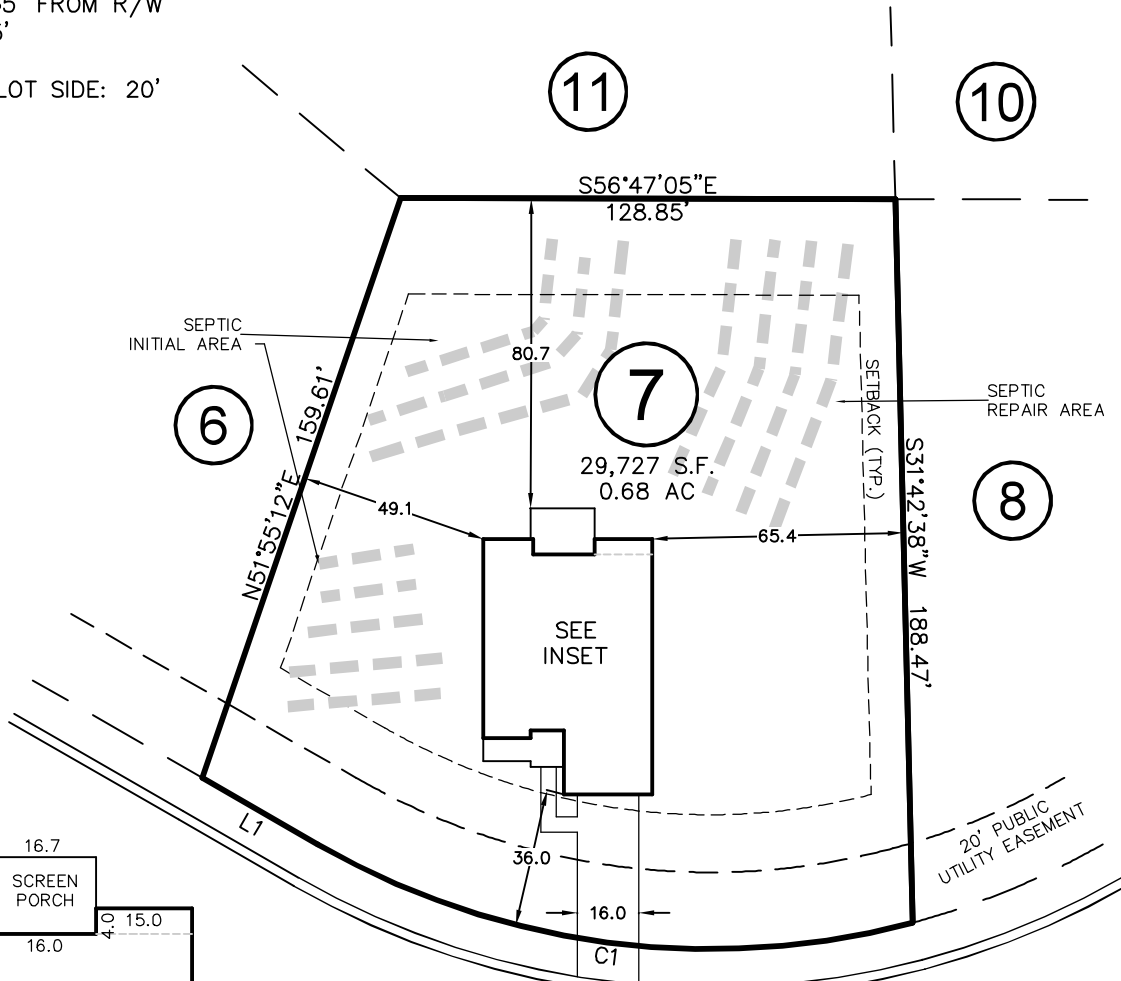 FROM R/W
LOT SIDE: 20'
11
10
S56°47'05"E
128.85'
SEPTIC
INITIAL AREA
80.7
7
29,727 S.F.
0.68 AC
SETBACK (TYP.)
SEPTIC
REPAIR AREA
6
N51°55'12"E 159.61'
49.1
65.4
S31°42'38"W 188.47'
8
SEE
INSET
L1
36.0
16.0
C1
20' PUBLIC
UTILITY EASEMENT
16.7
SCREEN
PORCH
4.0
15.0
16.0